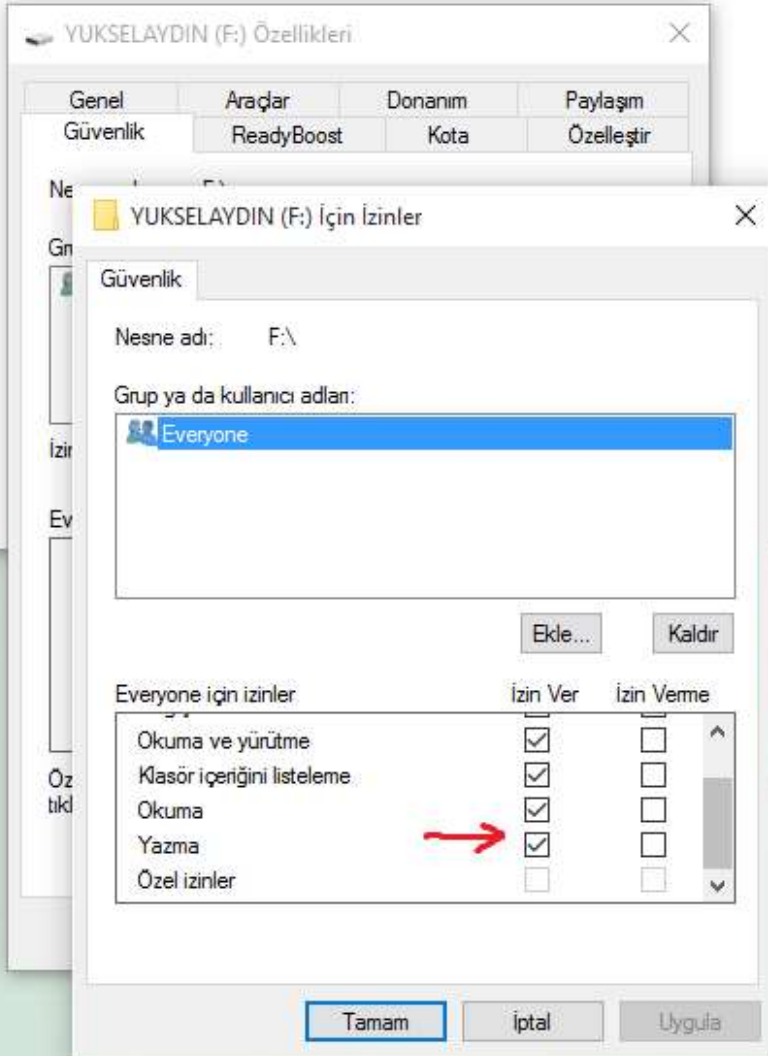 YUKSELAYDIN (F:) Özellikleri
Genel Araçlar Donanım Paylaşım
Güvenlik ReadyBoost Kota Özelleştir
YUKSELAYDIN (F:) İçin İzinler
Güvenlik
Nesne adı: F:\
Grup ya da kullanıcı adları:
Everyone
Ekle... Kaldır
Everyone için izinler İzin Ver İzin Verme
Okuma ve yürütme
Klasör içeriğini listeleme
Okuma
Yazma
Özel izinler
Tamam İptal Uygula